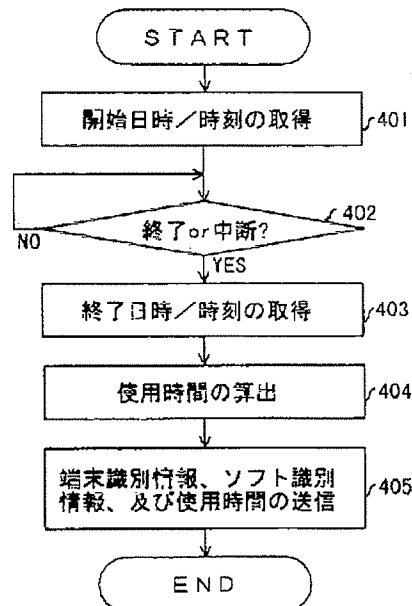 START
開始日時／時刻の取得
401
終了or中断?
402
NO
YES
終了日時／時刻の取得
403
使用時間の算出
404
端末識別情報、ソフト識別
情報、及び使用時間の送信
405
END